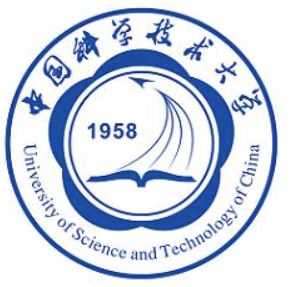 中国科学技术大学
1958
University of Science and Technology of China